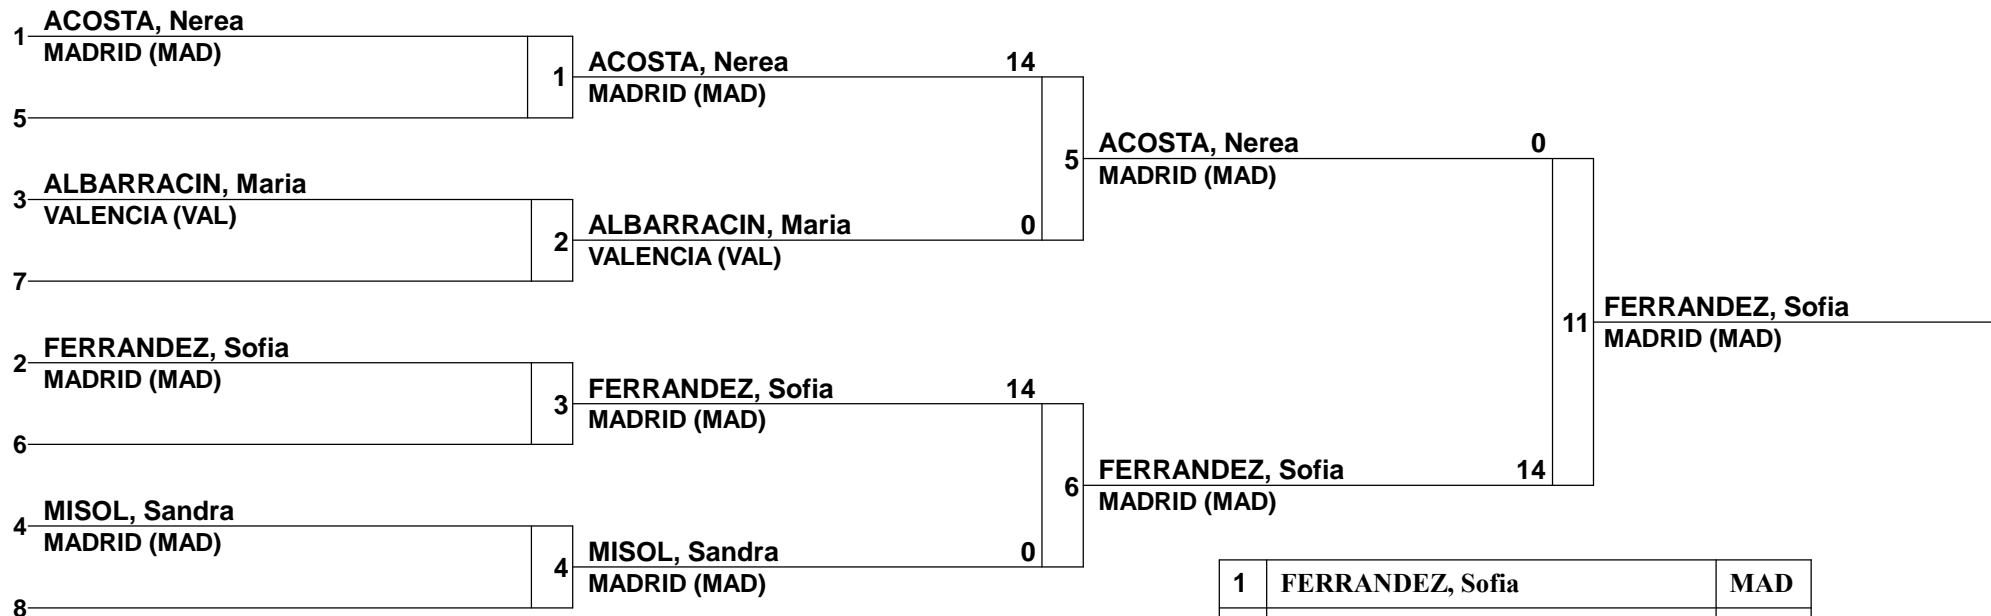 1
ACOSTA, Nerea
MADRID (MAD)
5
1
ACOSTA, Nerea 14
MADRID (MAD)
3
ALBARRACIN, Maria
VALENCIA (VAL)
7
2
ALBARRACIN, Maria 0
VALENCIA (VAL)
5
ACOSTA, Nerea 0
MADRID (MAD)
2
FERRANDEZ, Sofia
MADRID (MAD)
6
3
FERRANDEZ, Sofia 14
MADRID (MAD)
4
MISOL, Sandra
MADRID (MAD)
8
4
MISOL, Sandra 0
MADRID (MAD)
6
FERRANDEZ, Sofia 14
MADRID (MAD)
11
FERRANDEZ, Sofia
MADRID (MAD)
1 FERRANDEZ, Sofia MAD